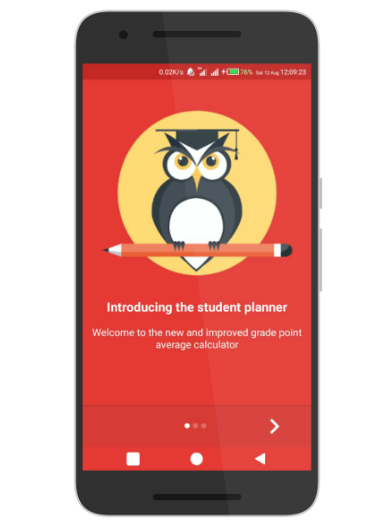 0.02K/s 76% Sat 12 Aug 12:09:23
Introducing the student planner
Welcome to the new and improved grade point
average calculator